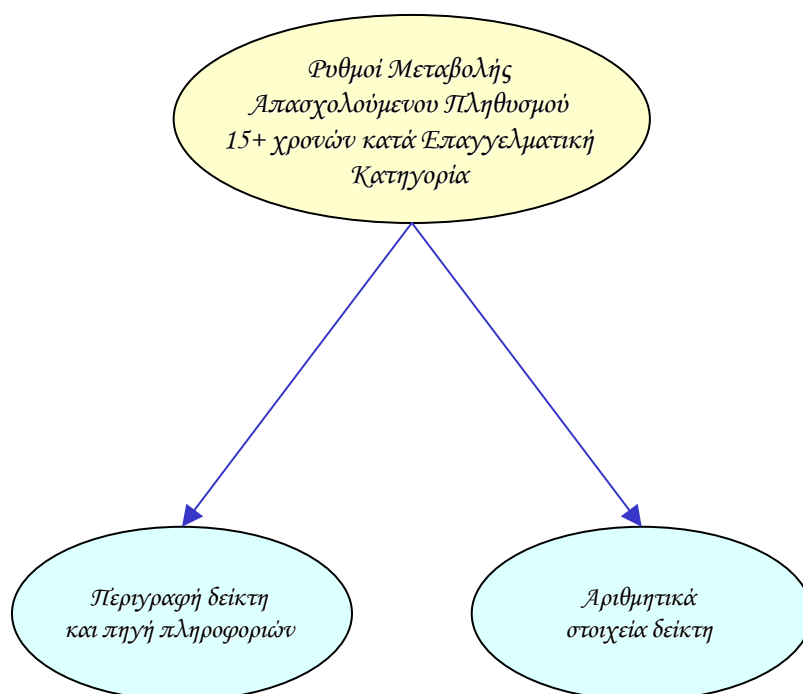 Ρυθμοί Μεταβολής
Απασχολούμενου Πληθυσμού
15+ χρονών κατά Επαγγελματική
Κατηγορία
Περιγραφή δείκτη
και πηγή πληροφοριών
Αριθμητικά
στοιχεία δείκτη